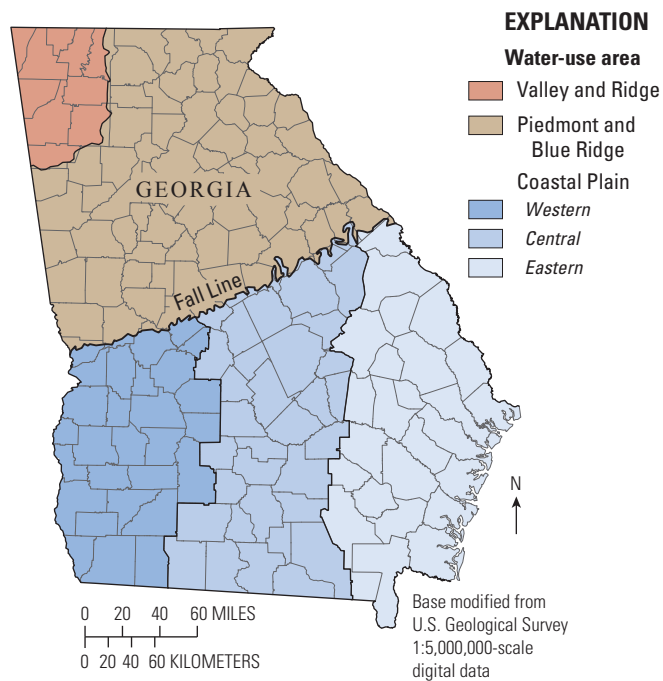 EXPLANATION
Water-use area
Valley and Ridge
Piedmont and
Blue Ridge
Coastal Plain
Western
Central
Eastern
GEORGIA
Fall Line
N
0 20 40 60 MILES
0 20 40 60 KILOMETERS
Base modified from
U.S. Geological Survey
1:5,000,000-scale
digital data